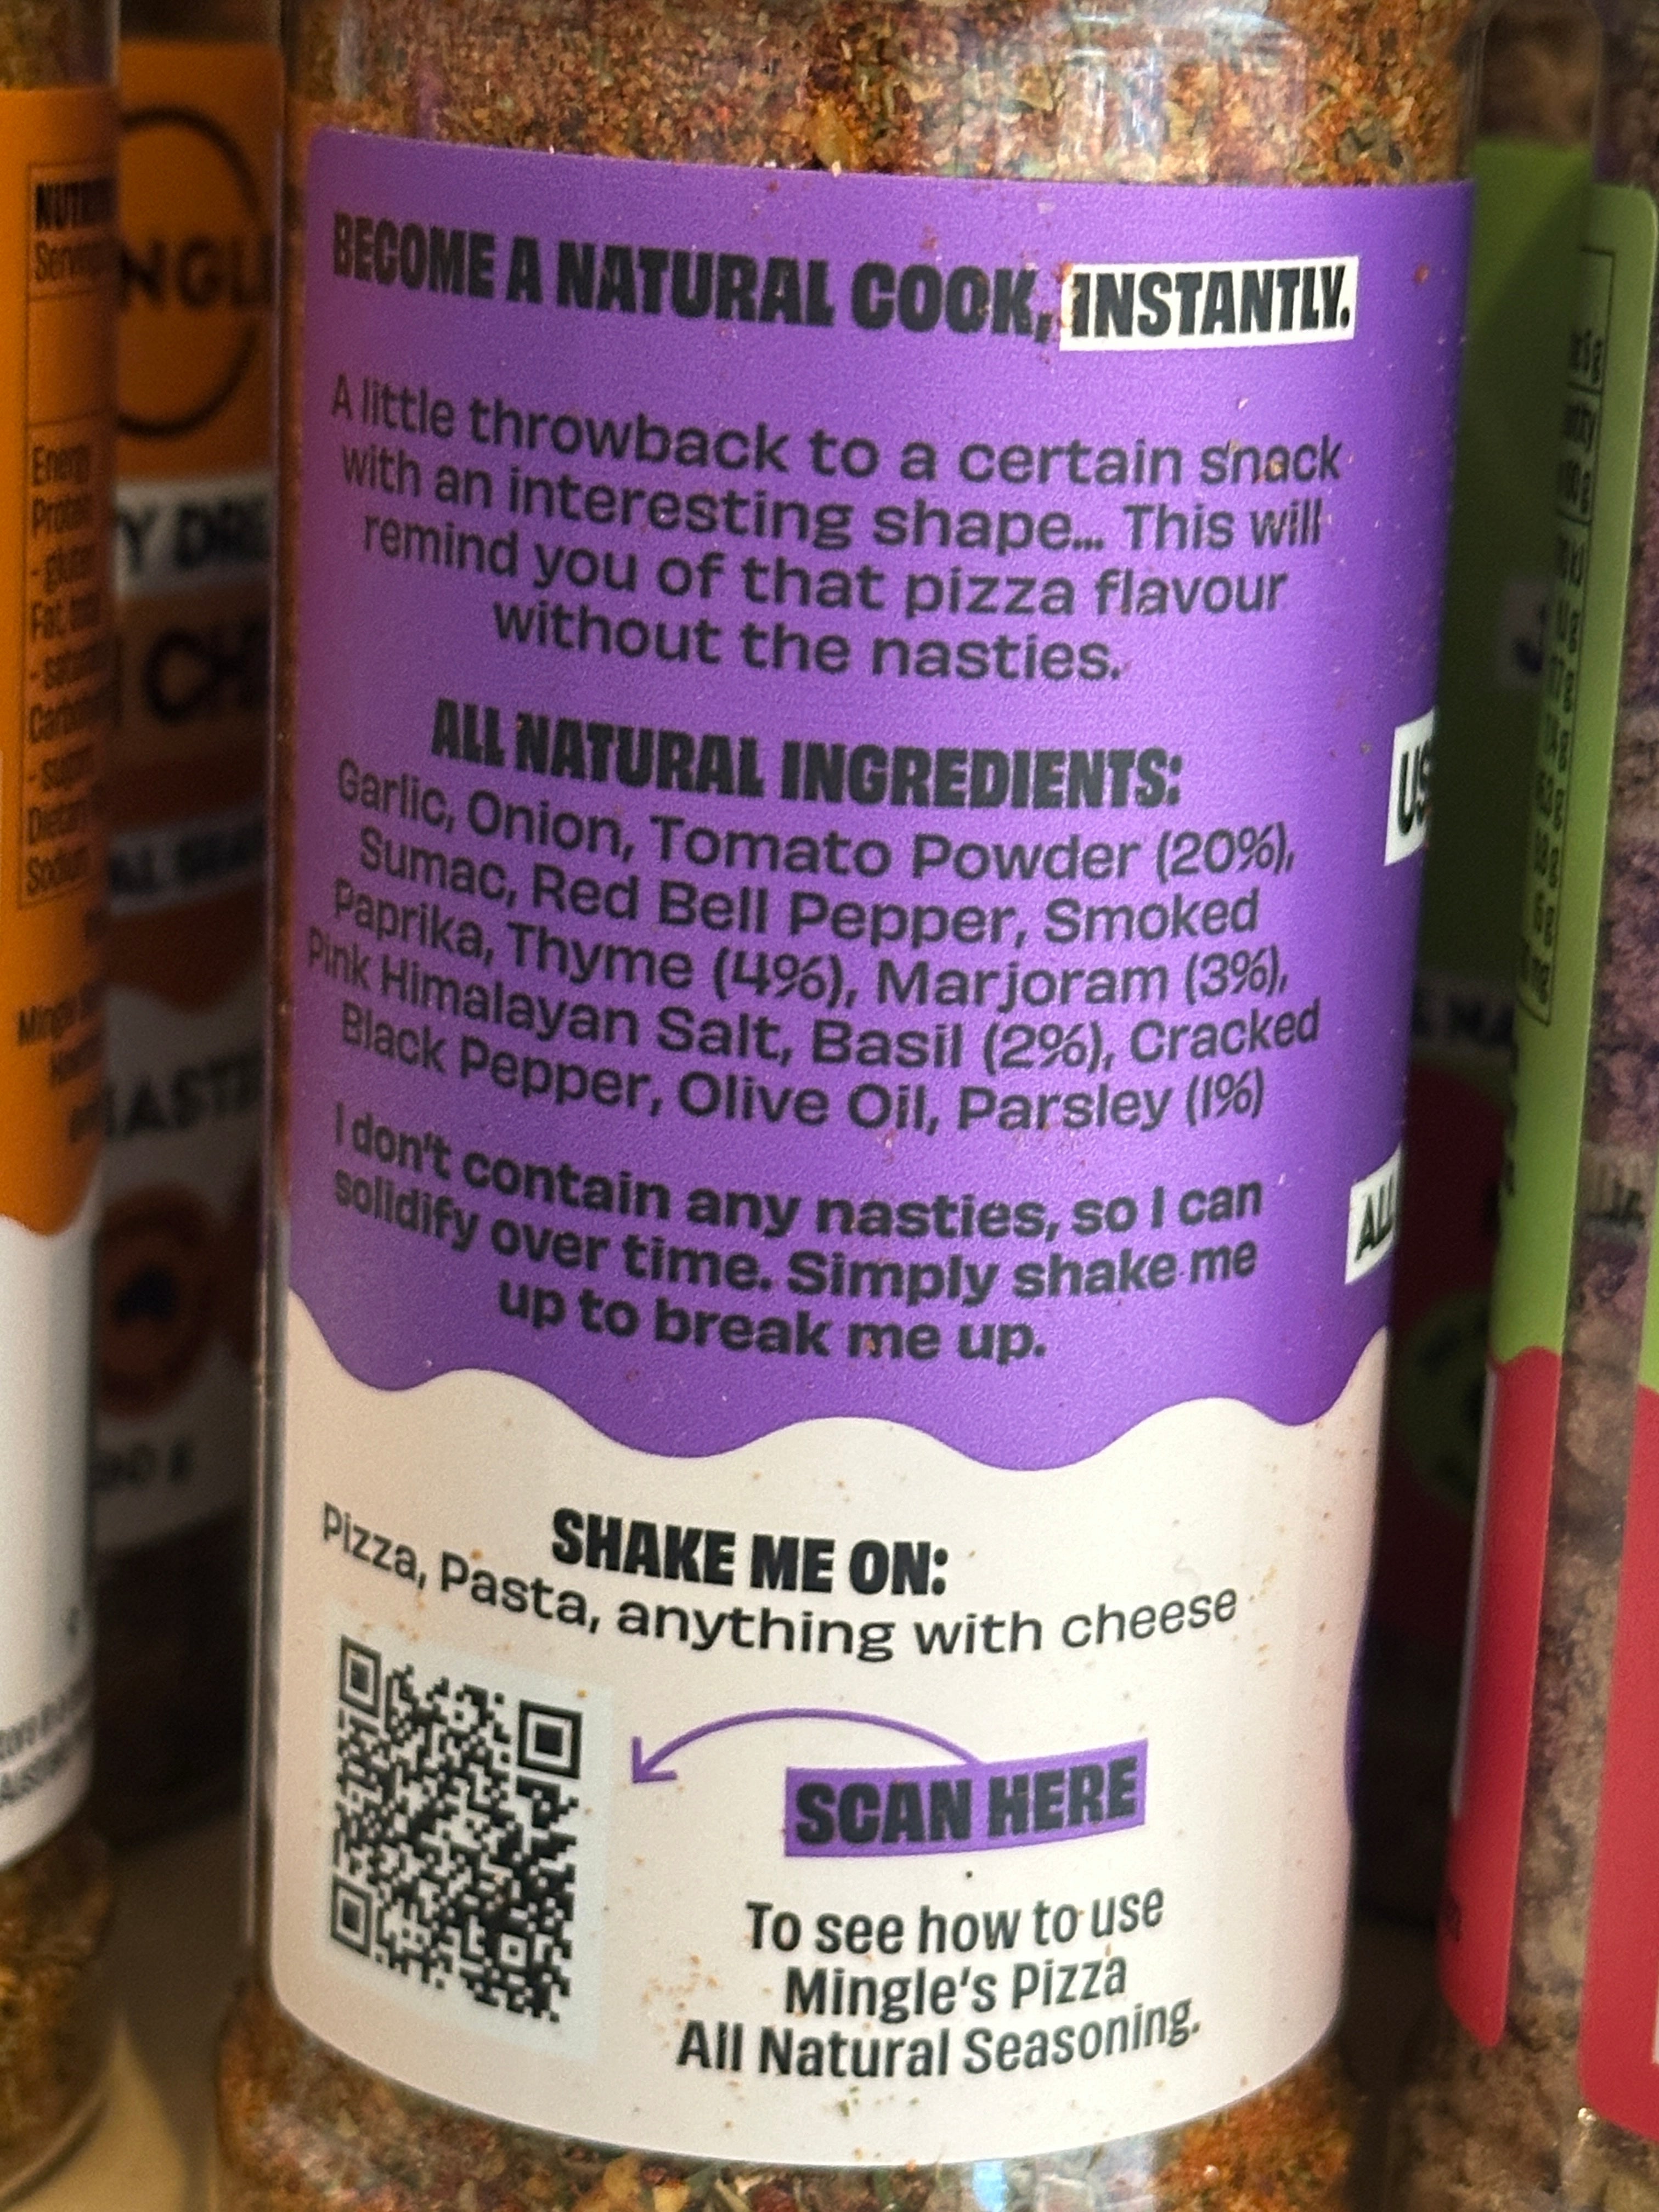 BECOME A NATURAL COOK, INSTANTLY.
A little throwback to a certain snack
with an interesting shape... This will
remind you of that pizza flavour
without the nasties.
ALL NATURAL INGREDIENTS:
Garlic, Onion, Tomato Powder (20%),
Sumac, Red Bell Pepper, Smoked
Paprika, Thyme (4%), Marjoram (3%),
Pink Himalayan Salt, Basil (2%), Cracked
Black Pepper, Olive Oil, Parsley (1%)
I don't contain any nasties, so I can
solidify over time. Simply shake me
up to break me up.
SHAKE ME ON:
Pizza, Pasta, anything with cheese
SCAN HERE
To see how to use
Mingle's Pizza
All Natural Seasoning.
Energy
Protein